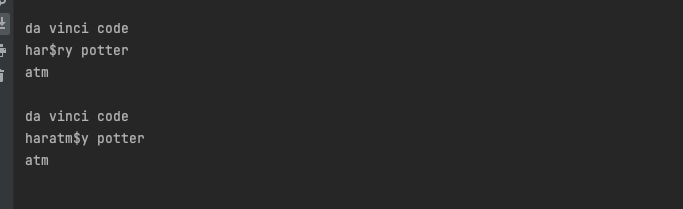 da vinci code
har$ry potter
atm

da vinci code
haratm$y potter
atm